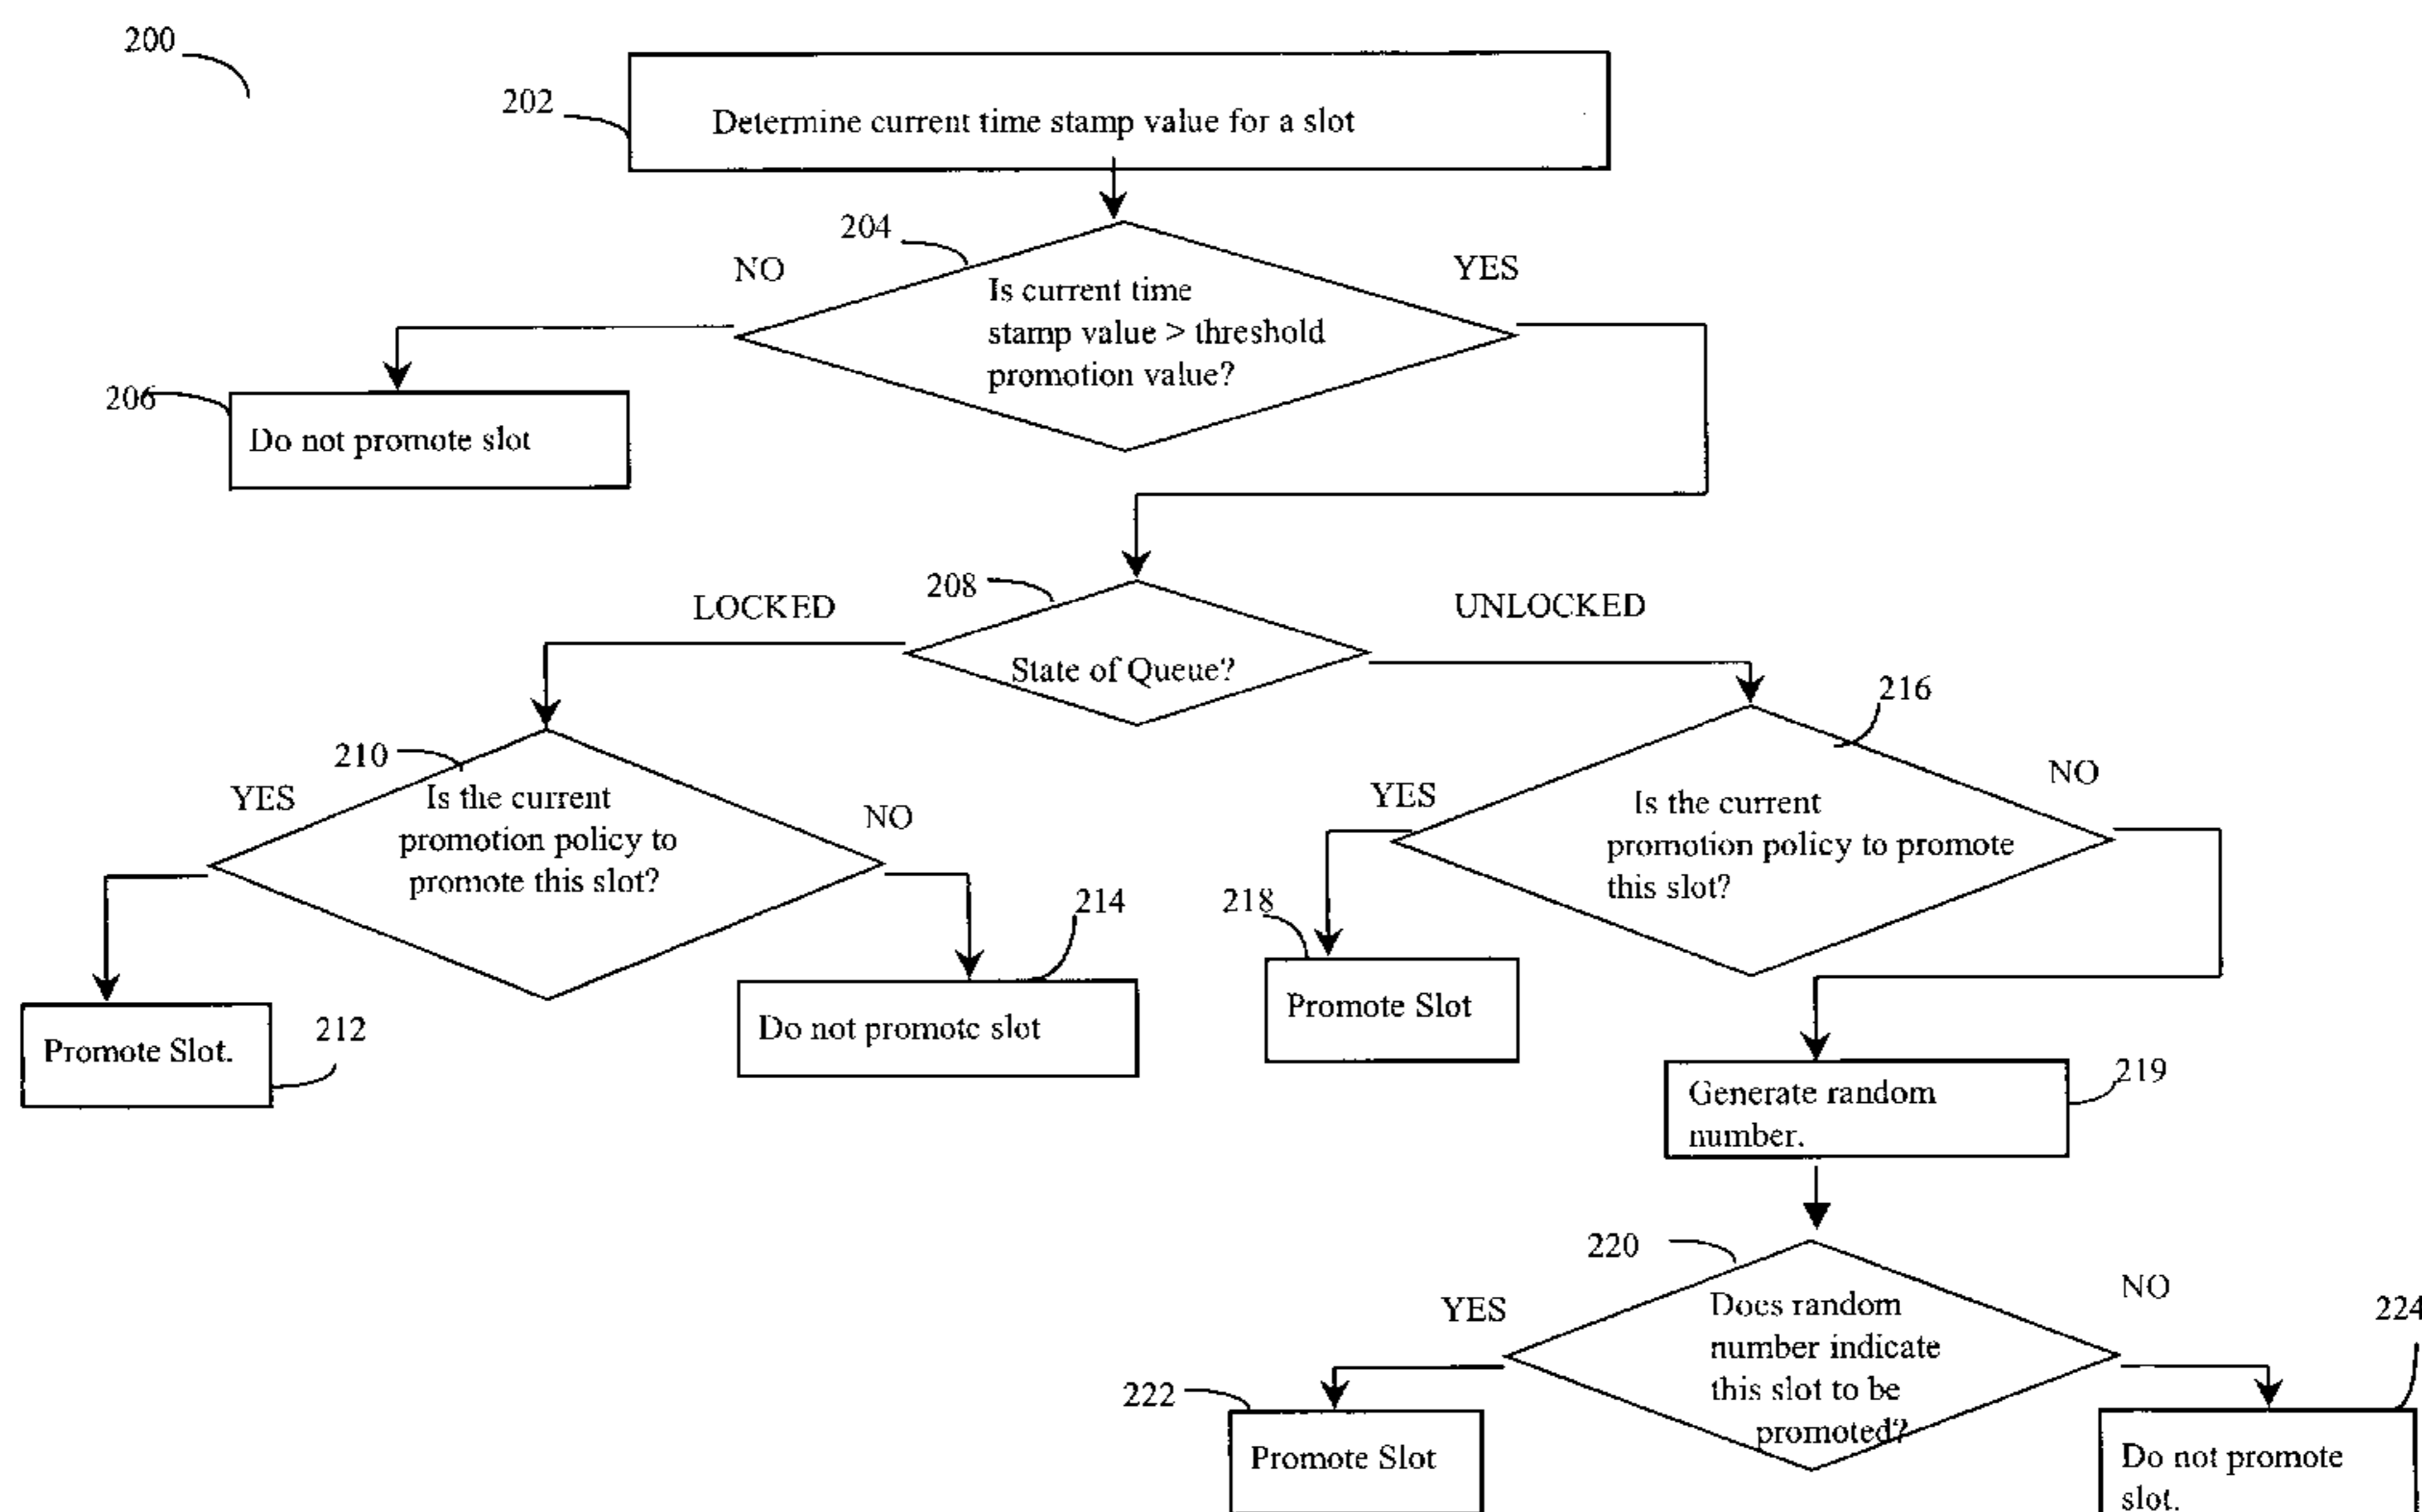 200
202
Determine current time stamp value for a slot
204
NO
YES
Is current time
stamp value > threshold
promotion value?
206
Do not promote slot
208
LOCKED
UNLOCKED
State of Queue?
216
210
YES
NO
Is the current
promotion policy to
promote this slot?
YES
NO
Is the current
promotion policy to promote
this slot?
214
218
212
Promote Slot.
Do not promote slot
Promote Slot
219
Generate random
number.
220
YES
NO
224
Does random
number indicate
this slot to be
promoted?
222
Promote Slot
Do not promote
slot.